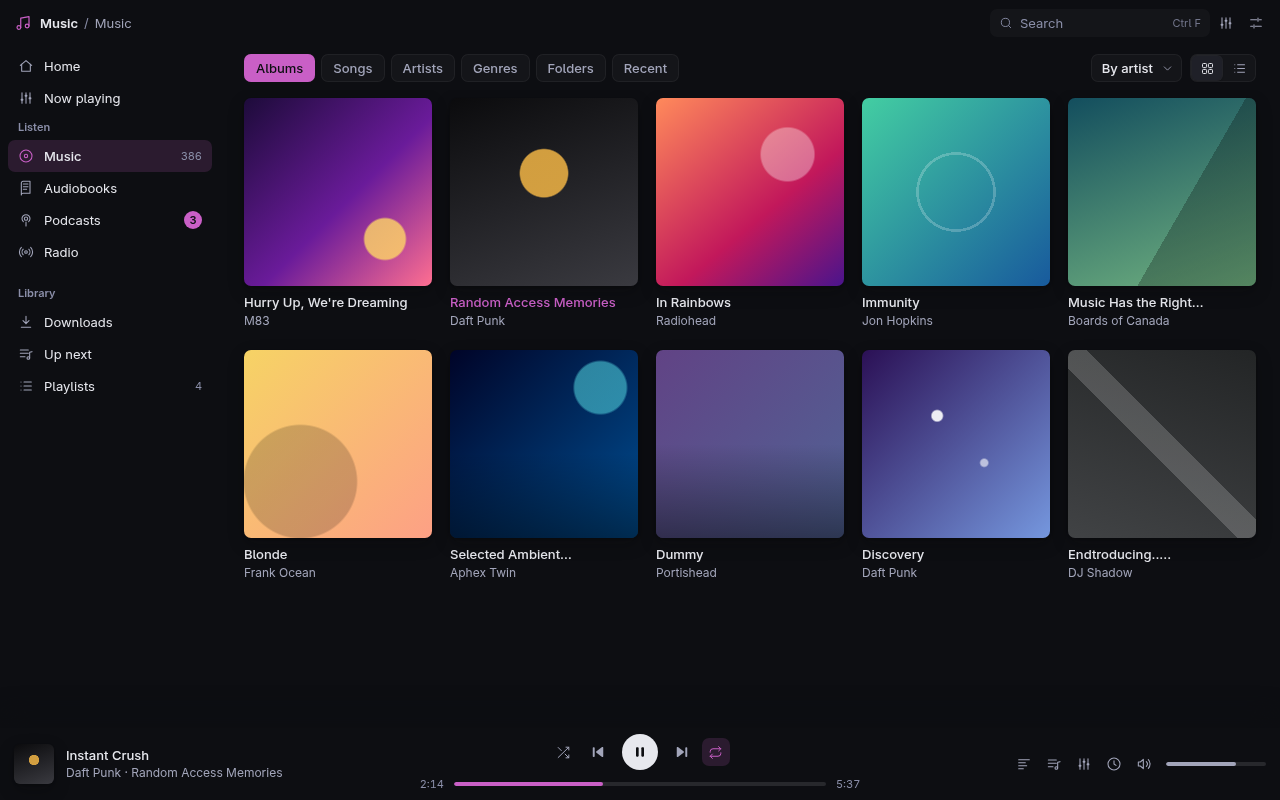 Music / Music
Search Ctrl F
Home
Now playing
Listen
Music 386
Audiobooks
Podcasts 3
Radio
Library
Downloads
Up next
Playlists 4
Albums Songs Artists Genres Folders Recent
By artist
Hurry Up, We're Dreaming
M83
Random Access Memories
Daft Punk
In Rainbows
Radiohead
Immunity
Jon Hopkins
Music Has the Right...
Boards of Canada
Blonde
Frank Ocean
Selected Ambient...
Aphex Twin
Dummy
Portishead
Discovery
Daft Punk
Endtroducing.....
DJ Shadow
Instant Crush
Daft Punk · Random Access Memories
2:14 5:37